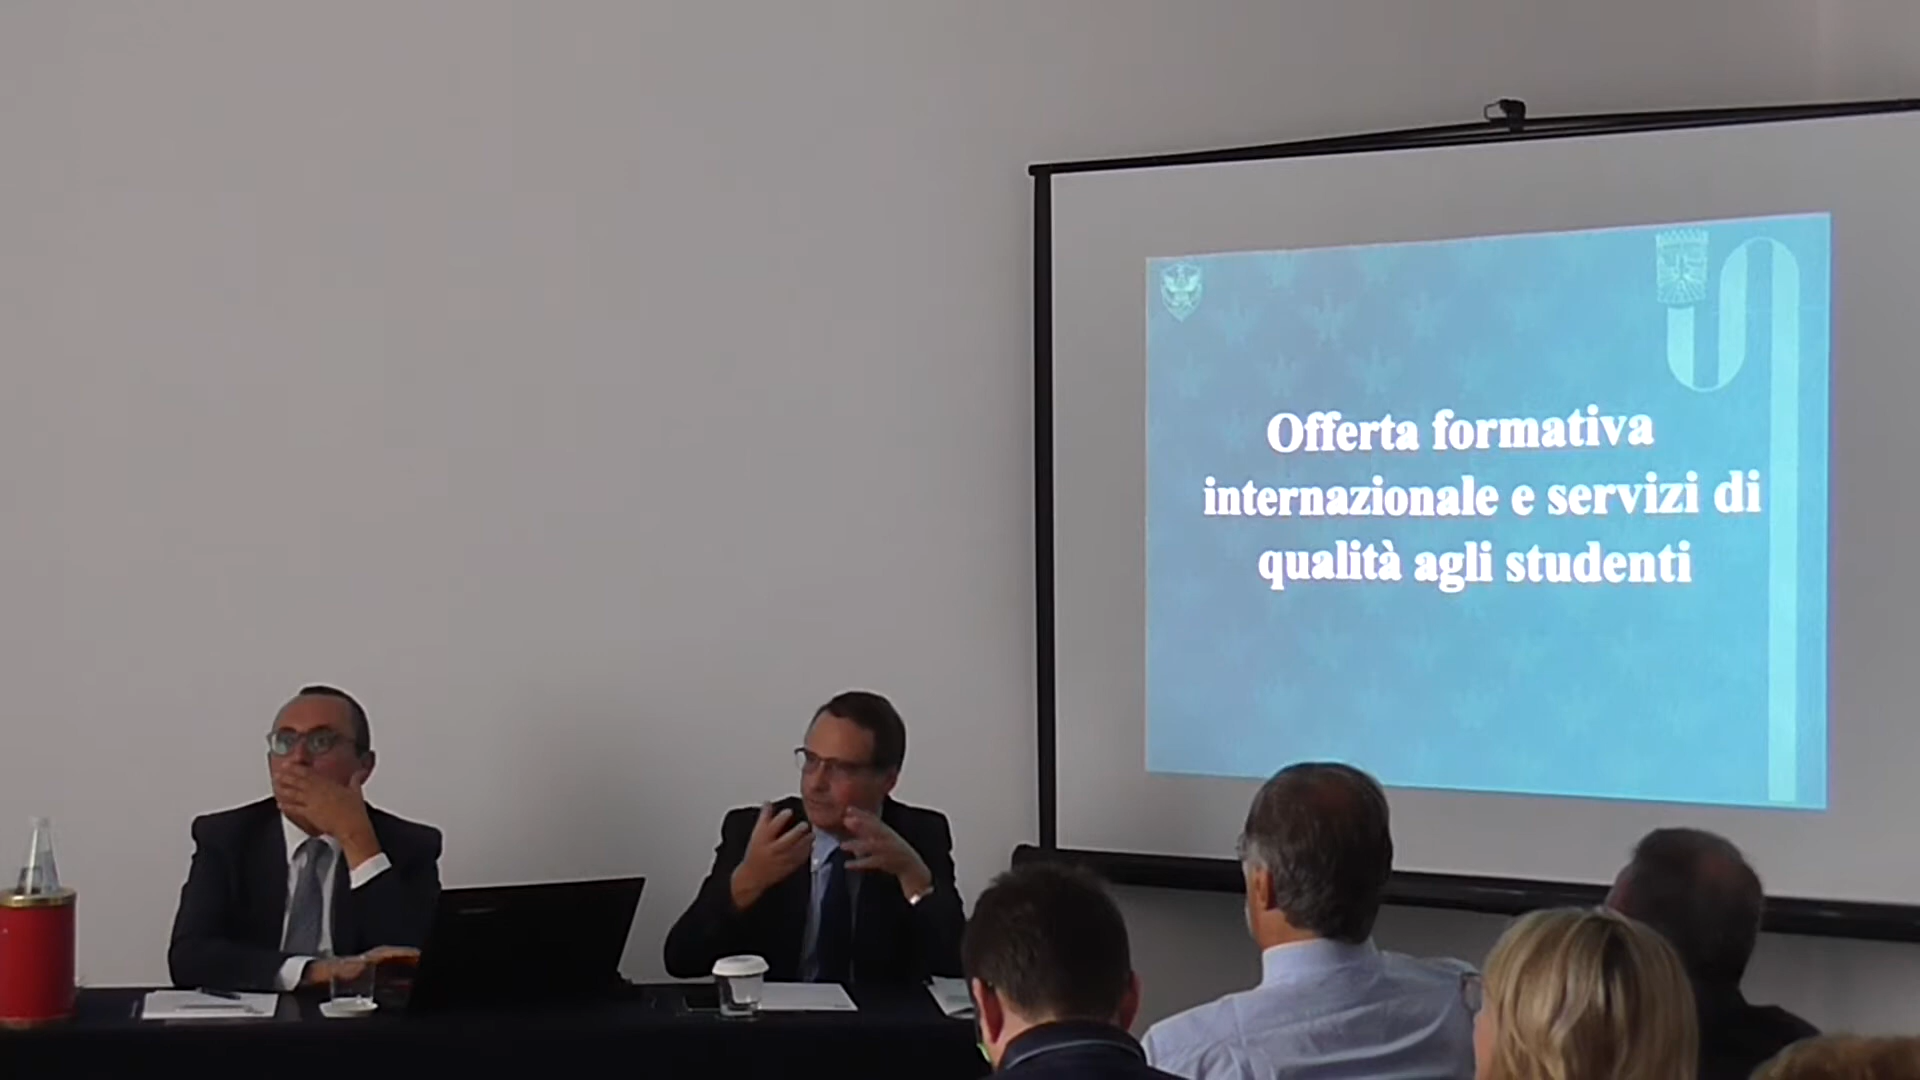 Offerta formativa
internazionale e servizi di
qualità agli studenti